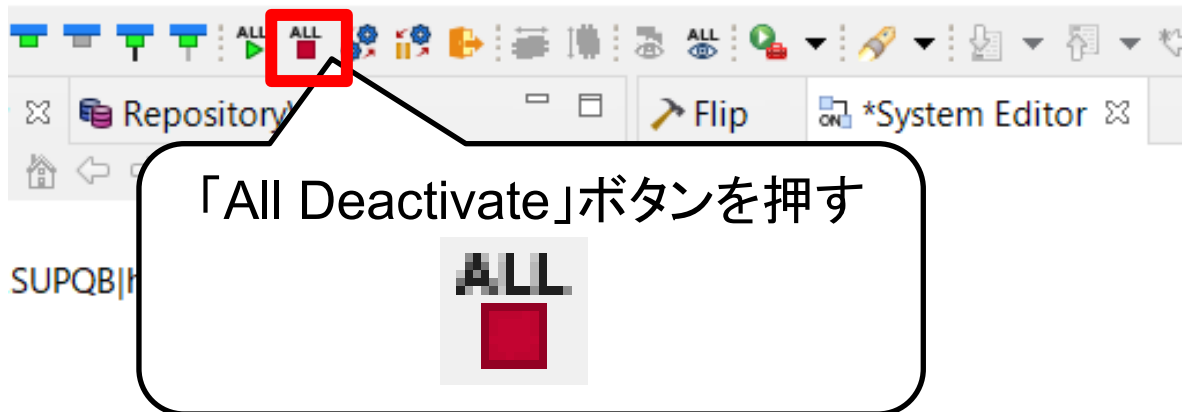 ALL ALL ALL
Repository
Flip
*System Editor
「All Deactivate」ボタンを押す
ALL
SUPQB|